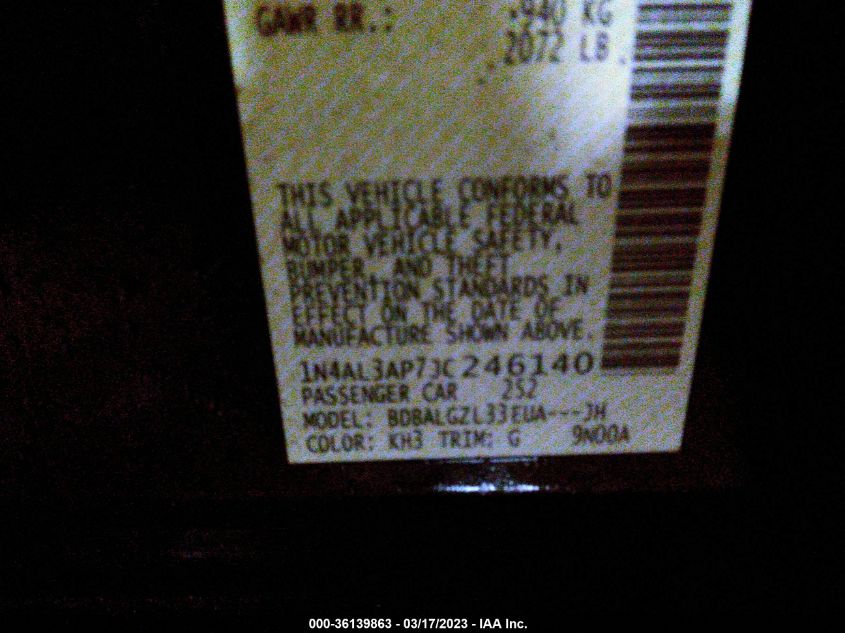 GAWR RR.: 940 KG
2072 LB
THIS VEHICLE CONFORMS TO
ALL APPLICABLE FEDERAL
MOTOR VEHICLE SAFETY,
BUMPER, AND THEFT
PREVENTION STANDARDS IN
EFFECT ON THE DATE OF
MANUFACTURE SHOWN ABOVE.
1N4AL3AP7JC246140
PASSENGER CAR 252
MODEL: BDBALGZL33EUA---JH
COLOR: KH3 TRIM: G 9N00A
000-36139863 - 03/17/2023 - IAA Inc.